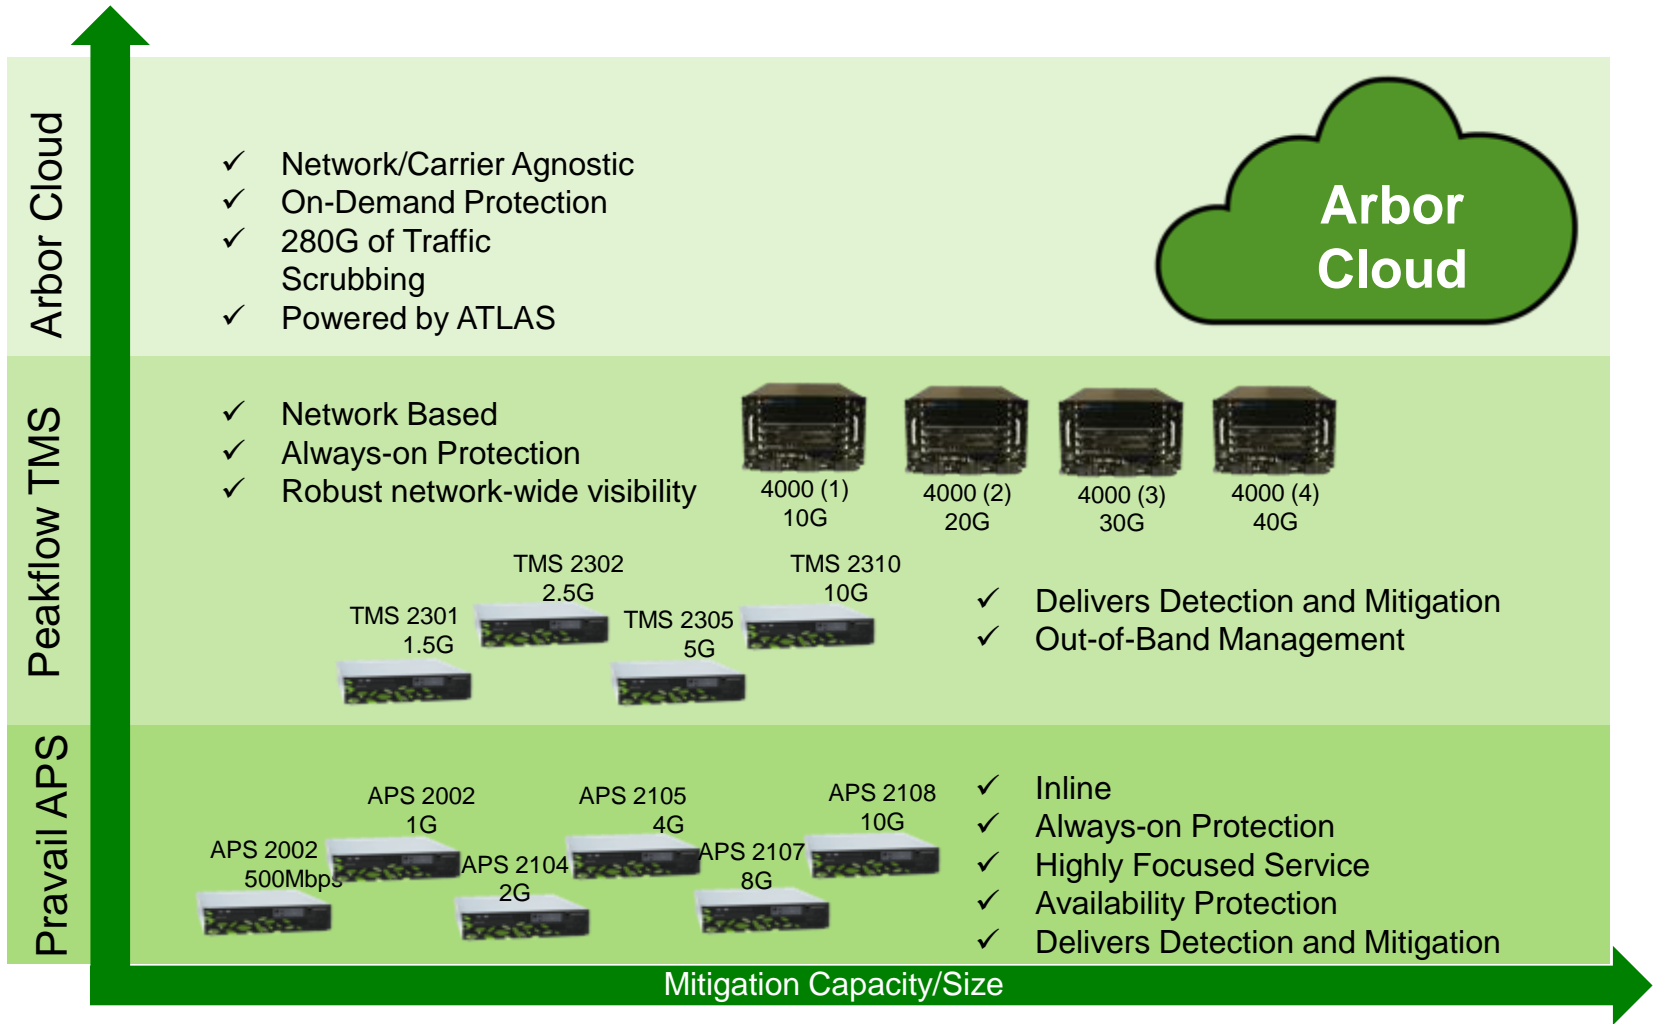 Arbor Cloud
✓ Network/Carrier Agnostic
✓ On-Demand Protection
✓ 280G of Traffic
Scrubbing
✓ Powered by ATLAS
Arbor
Cloud
Peakflow TMS
✓ Network Based
✓ Always-on Protection
✓ Robust network-wide visibility
4000 (1)
10G
4000 (2)
20G
4000 (3)
30G
4000 (4)
40G
TMS 2301
1.5G
TMS 2302
2.5G
TMS 2305
5G
TMS 2310
10G
✓ Delivers Detection and Mitigation
✓ Out-of-Band Management
Pravail APS
APS 2002
500Mbps
APS 2002
1G
APS 2104
2G
APS 2105
4G
APS 2107
8G
APS 2108
10G
✓ Inline
✓ Always-on Protection
✓ Highly Focused Service
✓ Availability Protection
✓ Delivers Detection and Mitigation
Mitigation Capacity/Size